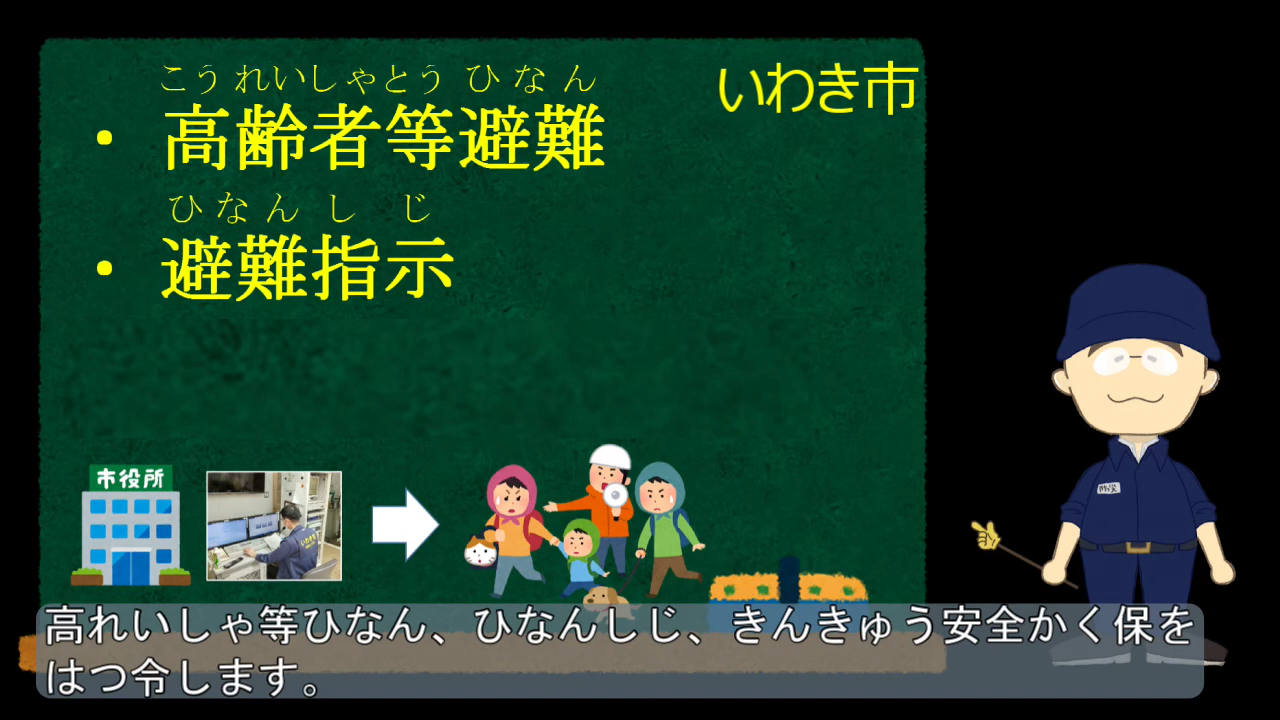 いわき市
こうれいしゃとうひなん
・高齢者等避難
ひなんしじ
・避難指示
市役所
高れいしゃ等ひなん、ひなんしじ、きんきゅう安全かく保を
はつ令します。